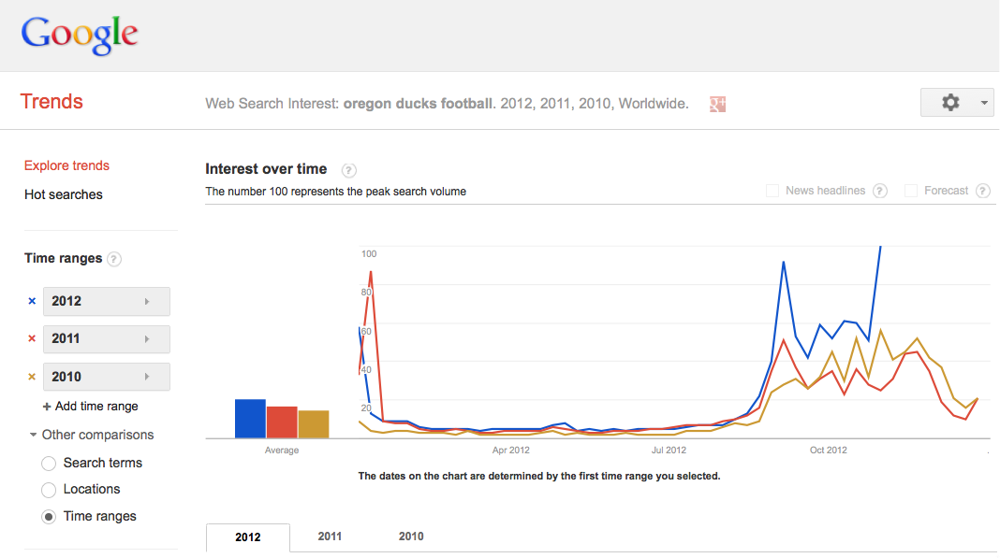 Google
Trends
Web Search Interest: oregon ducks football. 2012, 2011, 2010, Worldwide.
g+
Explore trends
Hot searches
Interest over time ?
The number 100 represents the peak search volume
News headlines ?
Forecast ?
Time ranges ?
× 2012
× 2011
× 2010
+ Add time range
Other comparisons
Search terms
Locations
Time ranges
100
80
60
40
20
Average
Apr 2012
Jul 2012
Oct 2012
The dates on the chart are determined by the first time range you selected.
2012
2011
2010